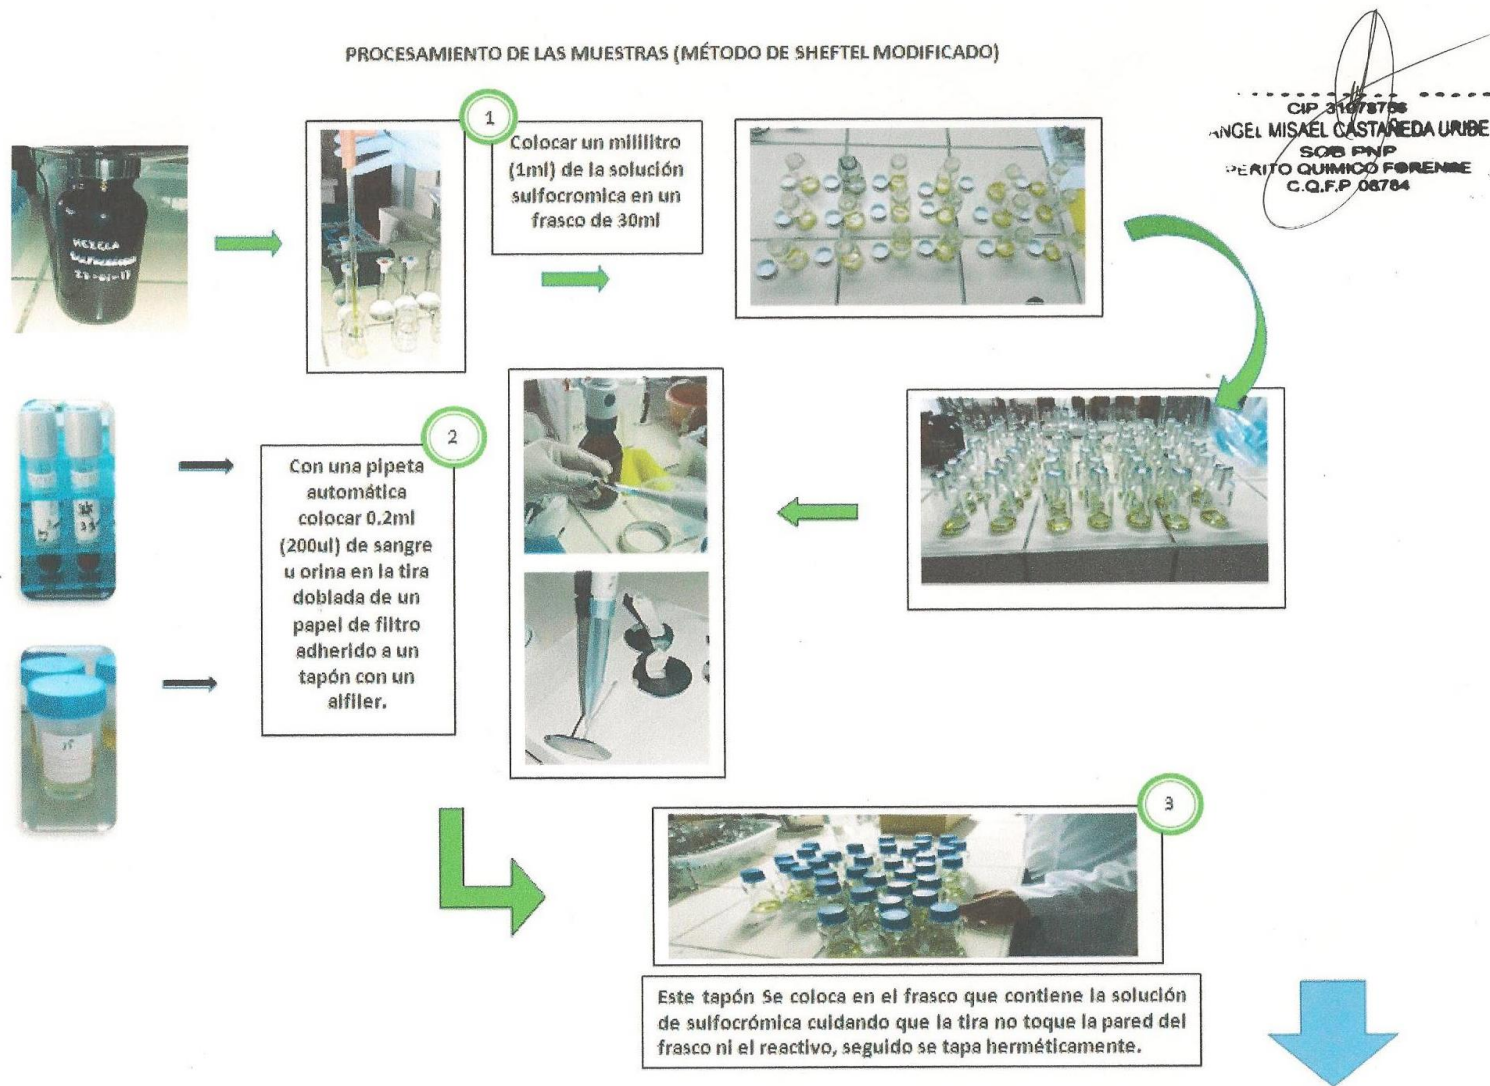 PROCESAMIENTO DE LAS MUESTRAS (MÉTODO DE SHEFTEL MODIFICADO)
CIP 31078756
ANGEL MISAEL CASTAÑEDA URIBE
SOB PNP
PERITO QUIMICO FORENSE
C.Q.F.P 08784
1
Colocar un mililitro
(1ml) de la solución
sulfocromica en un
frasco de 30ml
MEZCLA
2
Con una pipeta
automática
colocar 0.2ml
(200ul) de sangre
u orina en la tira
doblada de un
papel de filtro
adherido a un
tapón con un
alfiler.
3
Este tapón Se coloca en el frasco que contiene la solución
de sulfocrómica cuidando que la tira no toque la pared del
frasco ni el reactivo, seguido se tapa herméticamente.